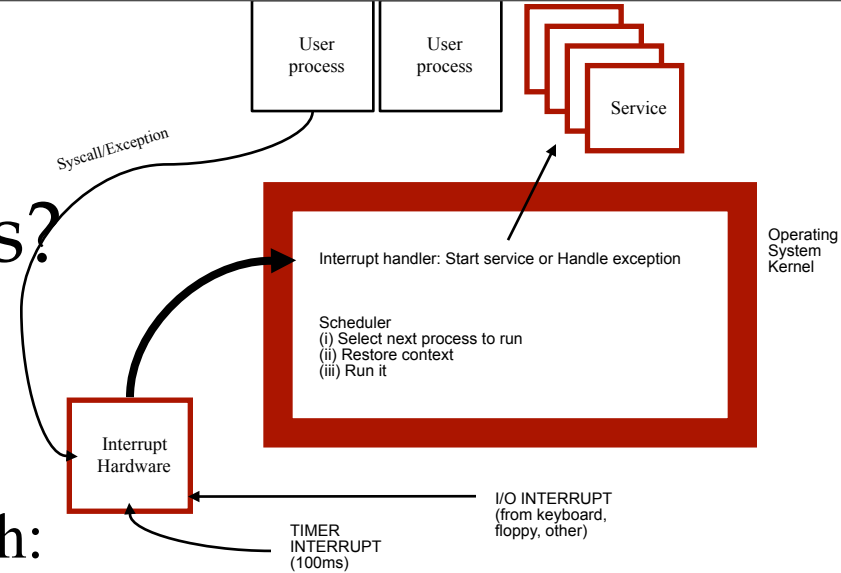 User
process
User
process
Service
Syscall/Exception
s?
Operating
System
Kernel
Interrupt handler: Start service or Handle exception
Scheduler
(i) Select next process to run
(ii) Restore context
(iii) Run it
Interrupt
Hardware
I/O INTERRUPT
(from keyboard,
floppy, other)
TIMER
INTERRUPT
(100ms)
h: